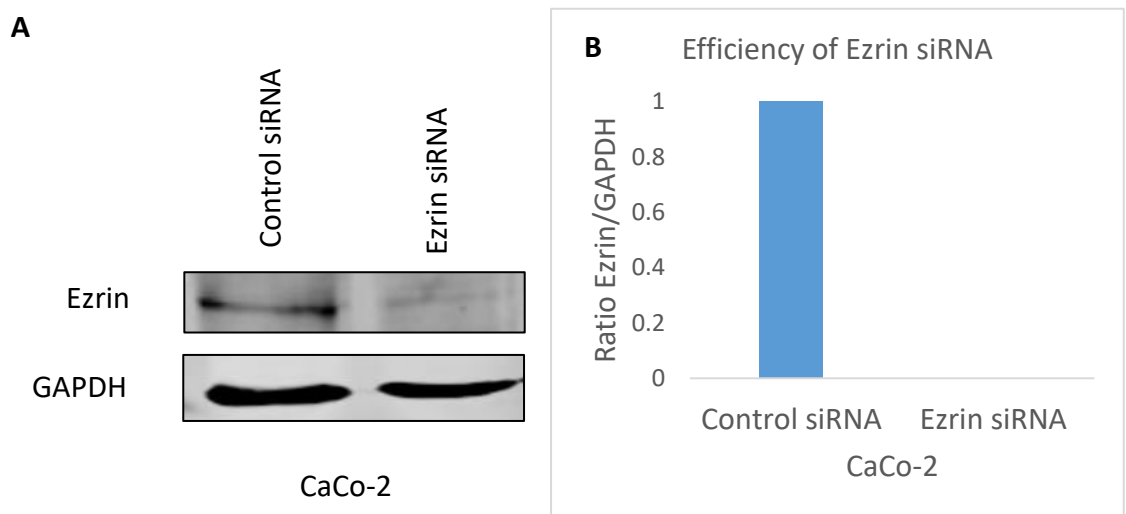 A
Control siRNA
Ezrin siRNA
Ezrin
GAPDH
CaCo-2
B
Efficiency of Ezrin siRNA
Ratio Ezrin/GAPDH
1
0.8
0.6
0.4
0.2
0
Control siRNA
Ezrin siRNA
CaCo-2